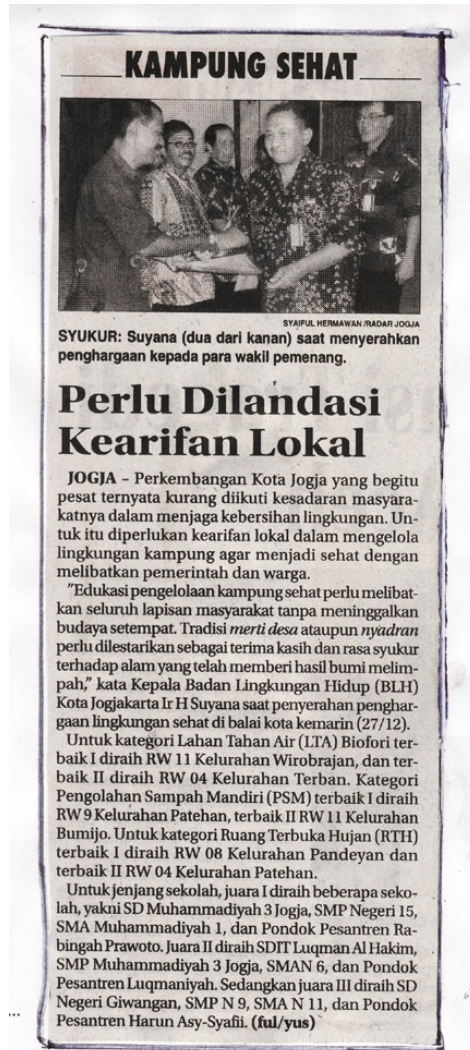 KAMPUNG SEHAT
SYAIFUL HERMAWAN/RADAR JOGJA
SYUKUR: Suyana (dua dari kanan) saat menyerahkan
penghargaan kepada para wakil pemenang.
Perlu Dilandasi
Kearifan Lokal
JOGJA – Perkembangan Kota Jogja yang begitu
pesat ternyata kurang diikuti kesadaran masyara-
katnya dalam menjaga kebersihan lingkungan. Un-
tuk itu diperlukan kearifan lokal dalam mengelola
lingkungan kampung agar menjadi sehat dengan
melibatkan pemerintah dan warga.
"Edukasi pengelolaan kampung sehat perlu melibat-
kan seluruh lapisan masyarakat tanpa meninggalkan
budaya setempat. Tradisi merti desa ataupun nyadran
perlu dilestarikan sebagai terima kasih dan rasa syukur
terhadap alam yang telah memberi hasil bumi melim-
pah," kata Kepala Badan Lingkungan Hidup (BLH)
Kota Jogjakarta Ir H Suyana saat penyerahan penghar-
gaan lingkungan sehat di balai kota kemarin (27/12).
Untuk kategori Lahan Tahan Air (LTA) Biofori ter-
baik I diraih RW 11 Kelurahan Wirobrajan, dan ter-
baik II diraih RW 04 Kelurahan Terban. Kategori
Pengolahan Sampah Mandiri (PSM) terbaik I diraih
RW 9 Kelurahan Patehan, terbaik II RW 11 Kelurahan
Bumijo. Untuk kategori Ruang Terbuka Hujan (RTH)
terbaik I diraih RW 08 Kelurahan Pandeyan dan
terbaik II RW 04 Kelurahan Patehan.
Untuk jenjang sekolah, juara I diraih beberapa seko-
lah, yakni SD Muhammadiyah 3 Jogja, SMP Negeri 15,
SMA Muhammadiyah 1, dan Pondok Pesantren Ra-
bingah Prawoto. Juara II diraih SDIT Luqman Al Hakim,
SMP Muhammadiyah 3 Jogja, SMAN 6, dan Pondok
Pesantren Luqmaniyah. Sedangkan juara III diraih SD
Negeri Giwangan, SMP N 9, SMA N 11, dan Pondok
Pesantren Harun Asy-Syafii. (ful/yus)